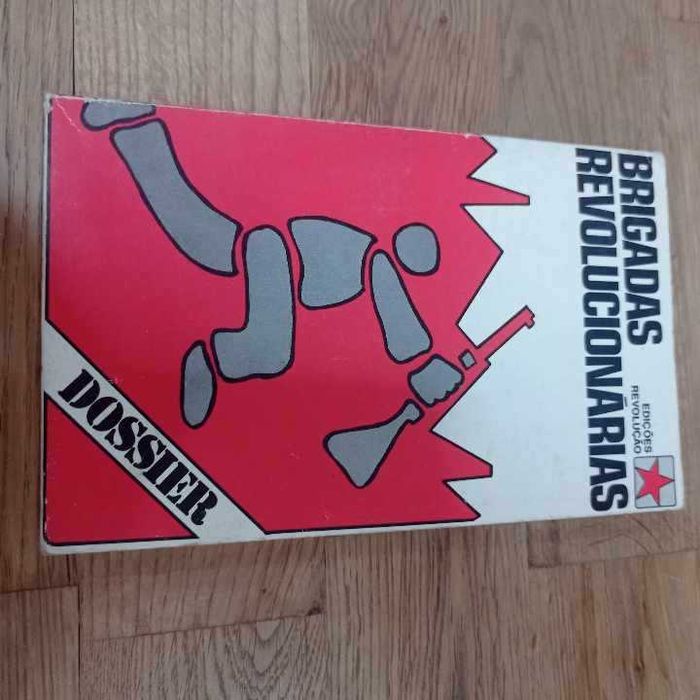 BRIGADAS
REVOLUCIONÁRIAS
EDIÇÕES
REVOLUÇÃO
DOSSIER